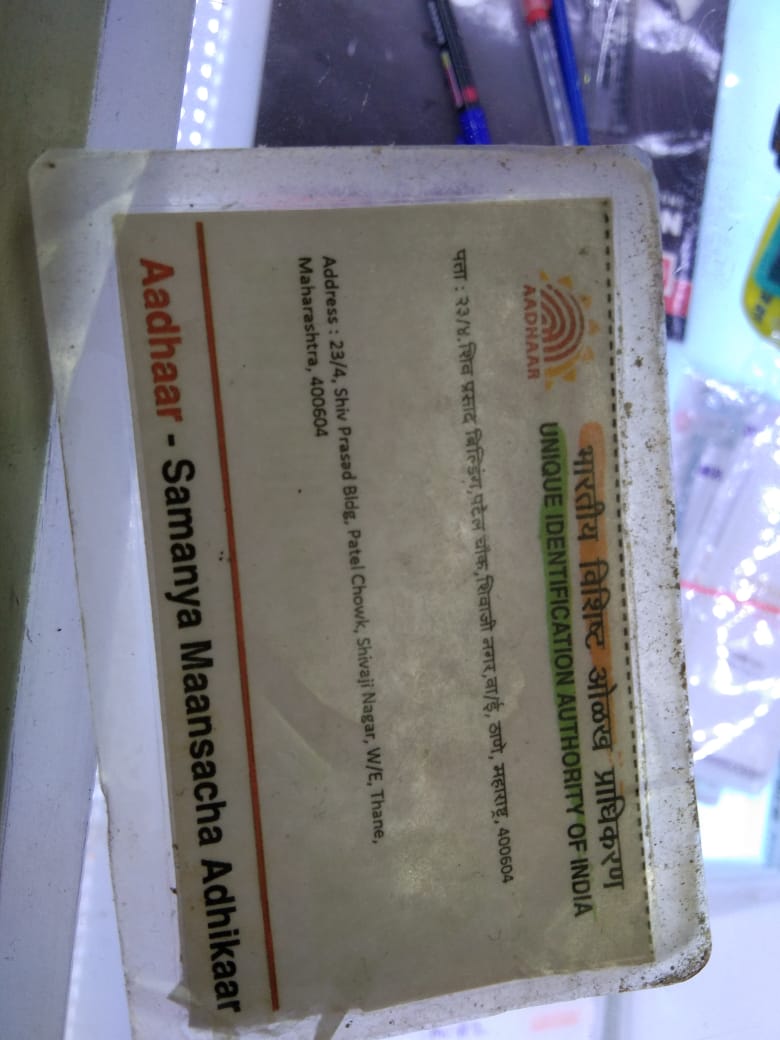 भारतीय विशिष्ट ओळख प्राधिकरण
UNIQUE IDENTIFICATION AUTHORITY OF INDIA
AADHAAR
पता : २३/४.शिव प्रसाद बिल्डिंग,पटेल चौक,शिवाजी नगर,वा/ई, ठाणे, महाराष्ट्र, 400604
Address : 23/4, Shiv Prasad Bldg, Patel Chowk, Shivaji Nagar, W/E, Thane,
Maharashtra, 400604
Aadhaar - Samanya Maansacha Adhikaar